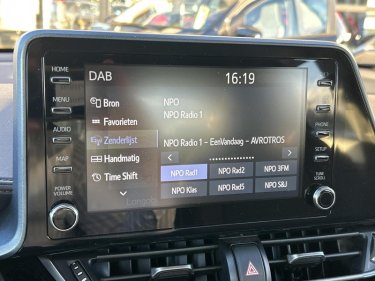 HOME
MENU
AUDIO
MAP
POWER
VOLUME
DAB
16:19
Bron
Favorieten
Zenderlijst
Handmatig
Time Shift
NPO
NPO Radio 1
NPO Radio 1 - EenVandaag - AVROTROS
NPO Rad1
NPO Rad2
NPO 3FM
NPO Klas
NPO Rad5
NPO S&J
PHONE
SETUP
TUNE
SCROLL